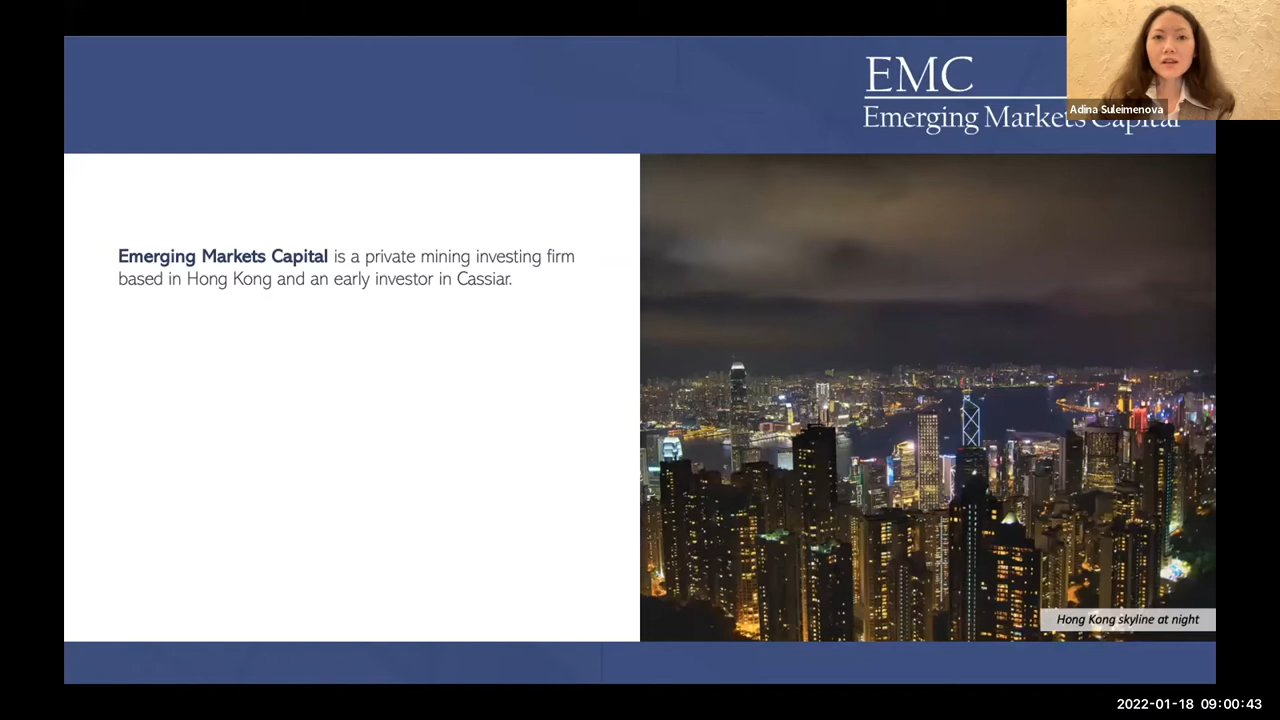 EMC
Emerging Markets Capital
Adina Suleimenova
Emerging Markets Capital is a private mining investing firm
based in Hong Kong and an early investor in Cassiar.
Hong Kong skyline at night
2022-01-18 09:00:43